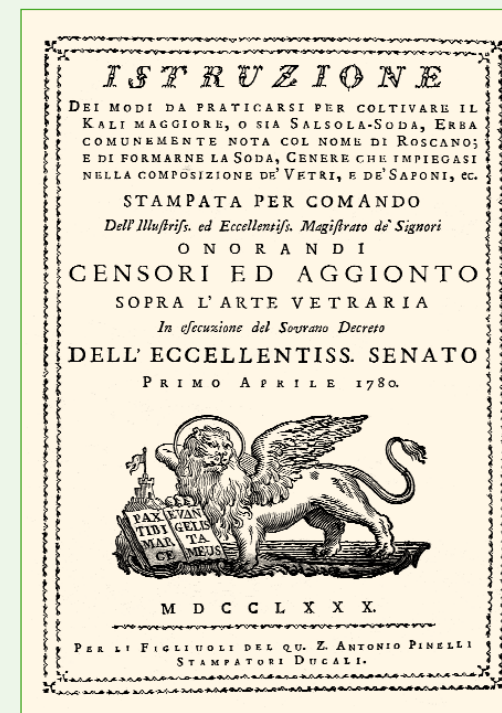 ISTRUZIONE
DEI MODI DA PRATICARSI PER COLTIVARE IL
KALI MAGGIORE, O SIA SALSOLA-SODA, ERBA
COMUNEMENTE NOTA COL NOME DI ROSCANO;
E DI FORMARNE LA SODA, CENERE CHE IMPIEGASI
NELLA COMPOSIZIONE DE' VETRI, E DE' SAPONI, ec.
STAMPATA PER COMANDO
Dell' Illuſtriſs. ed Eccellentiſs. Magiſtrato de' Signori
ONORANDI
CENSORI ED AGGIONTO
SOPRA L'ARTE VETRARIA
In eſecuzione del Sovrano Decreto
DELL' ECCELLENTISS. SENATO
PRIMO APRILE 1780.
PAX EVAN
TIBI GELIS
MAR TA
CE MEUS
MDCCLXXX.
PER LI FIGLIUOLI DEL QU. Z. ANTONIO PINELLI
STAMPATORI DUCALI.